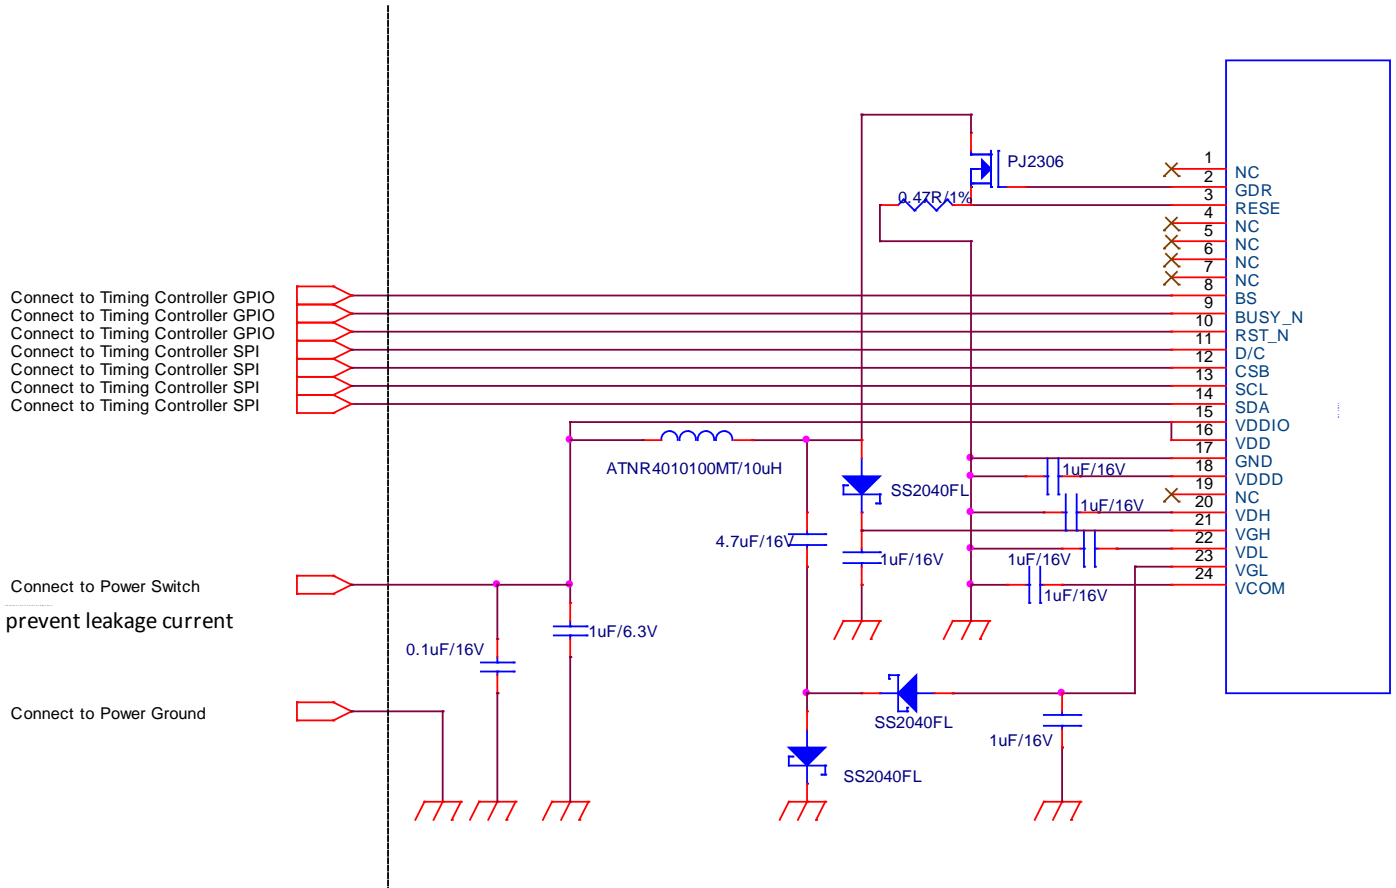 1
NC
PJ2306
2
GDR
0.47R/1%
3
RESE
4
NC
5
NC
6
NC
7
NC
Connect to Timing Controller GPIO
8
BS
Connect to Timing Controller GPIO
9
BUSY_N
Connect to Timing Controller GPIO
10
RST_N
Connect to Timing Controller SPI
11
D/C
Connect to Timing Controller SPI
12
CSB
Connect to Timing Controller SPI
13
SCL
Connect to Timing Controller SPI
14
SDA
15
VDDIO
16
VDD
ATNR4010100MT/10uH
17
GND
1uF/16V
18
VDDD
SS2040FL
19
NC
1uF/16V
20
VDH
21
VGH
4.7uF/16V
22
VDL
1uF/16V
1uF/16V
23
VGL
24
VCOM
Connect to Power Switch
1uF/16V
prevent leakage current
1uF/6.3V
0.1uF/16V
Connect to Power Ground
SS2040FL
1uF/16V
SS2040FL